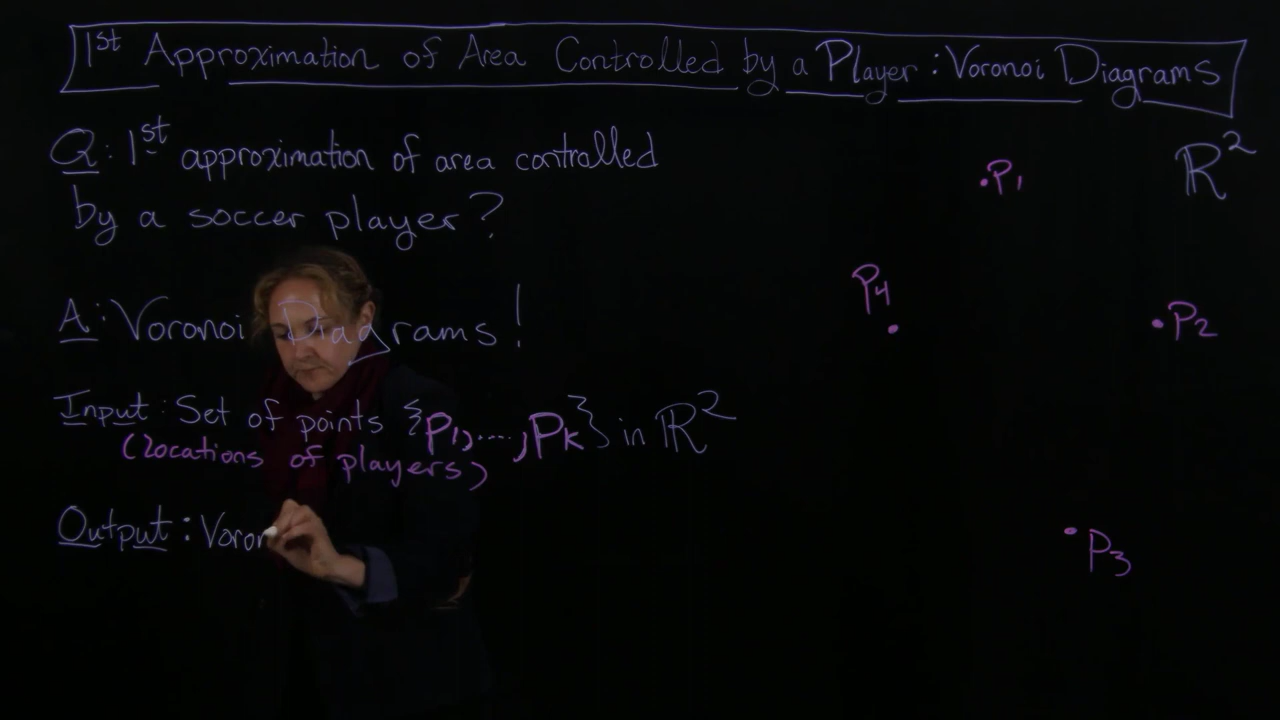 1st Approximation of Area Controlled by a Player: Voronoi Diagrams
Q: 1st approximation of area controlled
by a soccer player?
A: Voronoi Diagrams!
Input: Set of points {P1,....,Pk} in ℝ²
(locations of players)
Output: Voron
ℝ²
P1
P4
P2
P3